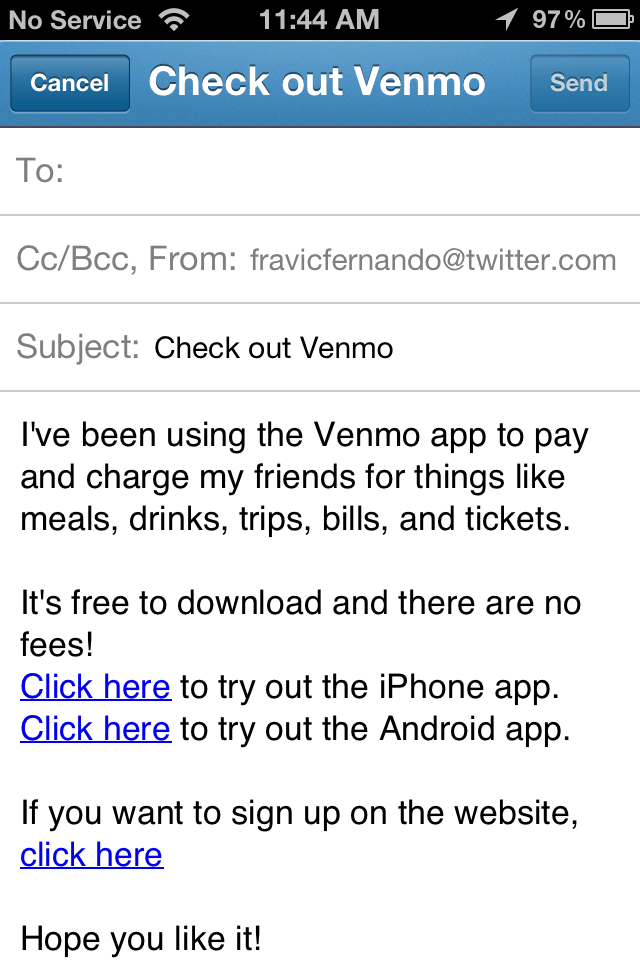 No Service 11:44 AM 97%
Cancel Check out Venmo Send
To:
Cc/Bcc, From: fravicfernando@twitter.com
Subject: Check out Venmo
I've been using the Venmo app to pay
and charge my friends for things like
meals, drinks, trips, bills, and tickets.
It's free to download and there are no
fees!
Click here to try out the iPhone app.
Click here to try out the Android app.
If you want to sign up on the website,
click here
Hope you like it!